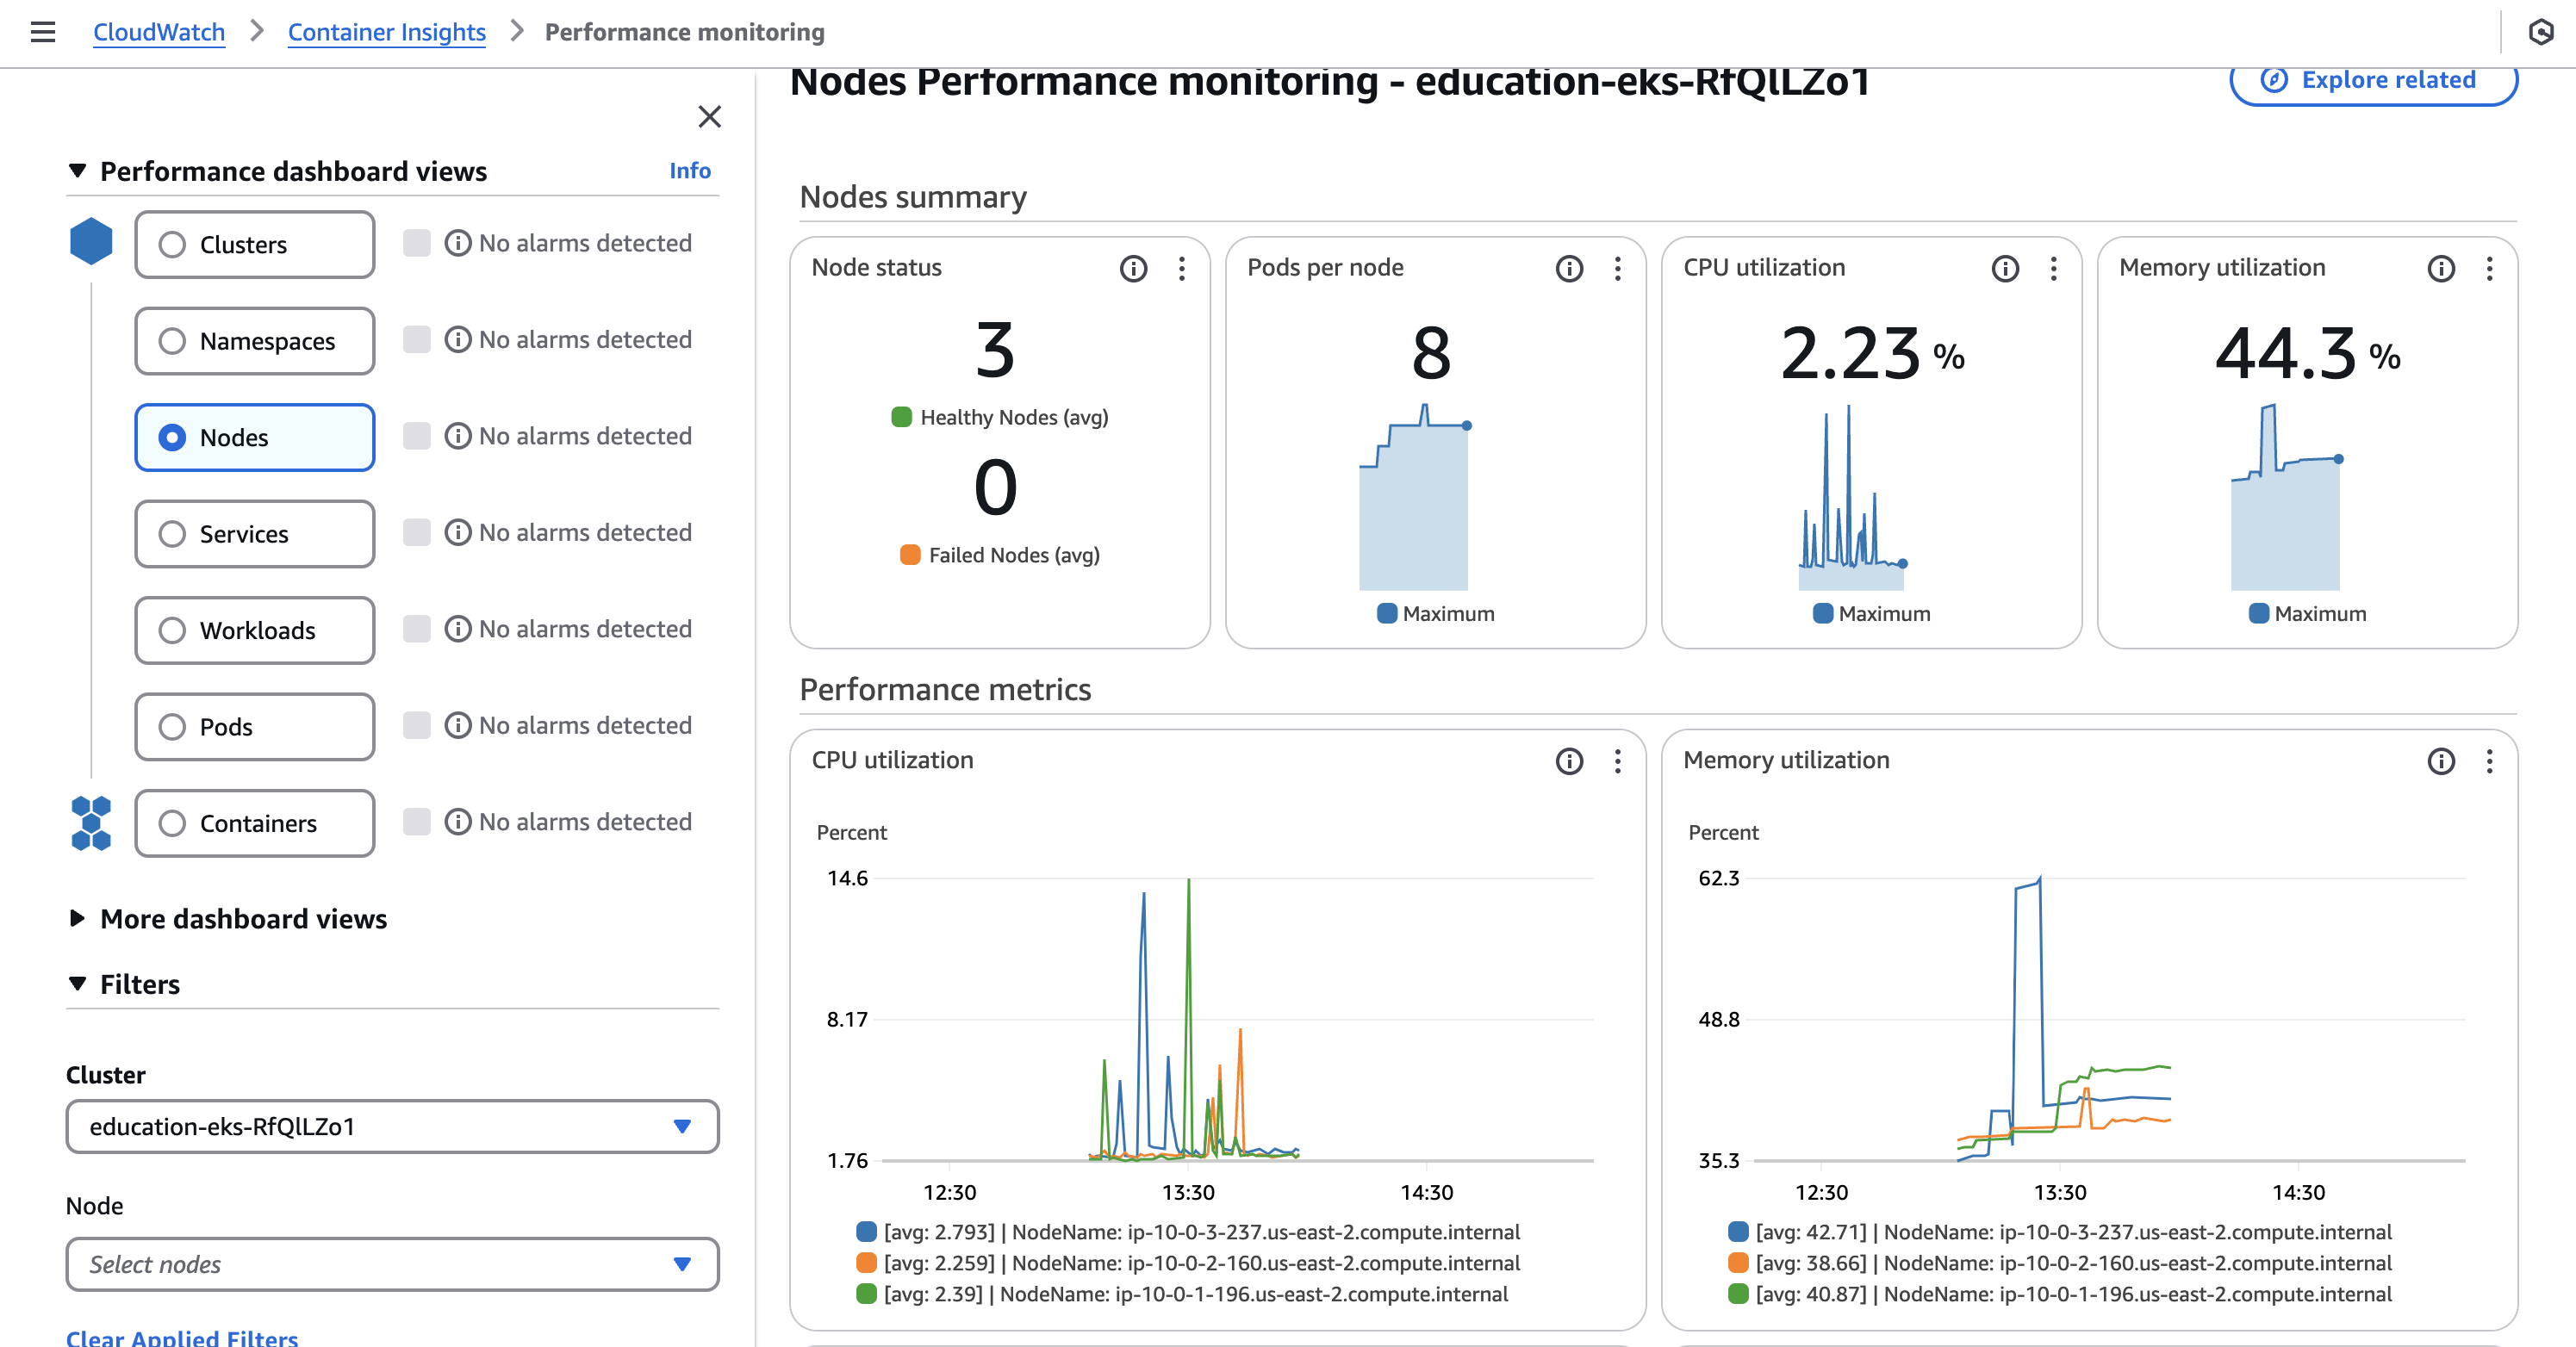 CloudWatch > Container Insights > Performance monitoring
Performance dashboard views Info
Clusters No alarms detected
Namespaces No alarms detected
Nodes No alarms detected
Services No alarms detected
Workloads No alarms detected
Pods No alarms detected
Containers No alarms detected
More dashboard views
Filters
Cluster
education-eks-RfQlLZo1
Node
Select nodes
Clear Applied Filters
Nodes Performance monitoring - education-eks-RfQlLZo1
Explore related
Nodes summary
Node status
3
Healthy Nodes (avg)
0
Failed Nodes (avg)
Pods per node
8
Maximum
CPU utilization
2.23 %
Maximum
Memory utilization
44.3 %
Maximum
Performance metrics
CPU utilization
Percent
14.6
8.17
1.76
12:30 13:30 14:30
[avg: 2.793] | NodeName: ip-10-0-3-237.us-east-2.compute.internal
[avg: 2.259] | NodeName: ip-10-0-2-160.us-east-2.compute.internal
[avg: 2.39] | NodeName: ip-10-0-1-196.us-east-2.compute.internal
Memory utilization
Percent
62.3
48.8
35.3
12:30 13:30 14:30
[avg: 42.71] | NodeName: ip-10-0-3-237.us-east-2.compute.internal
[avg: 38.66] | NodeName: ip-10-0-2-160.us-east-2.compute.internal
[avg: 40.87] | NodeName: ip-10-0-1-196.us-east-2.compute.internal